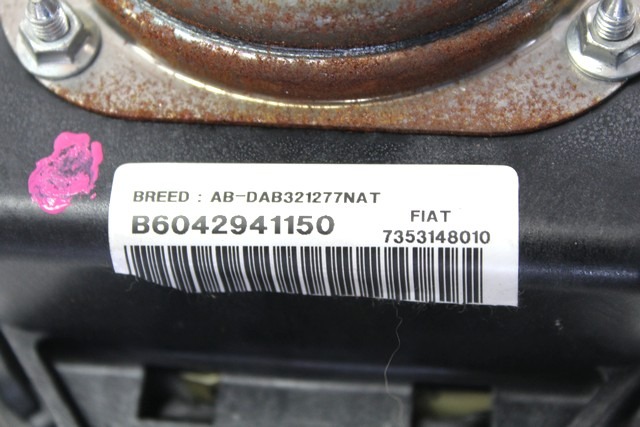 BREED : AB-DAB321277NAT
B6042941150 FIAT
7353148010